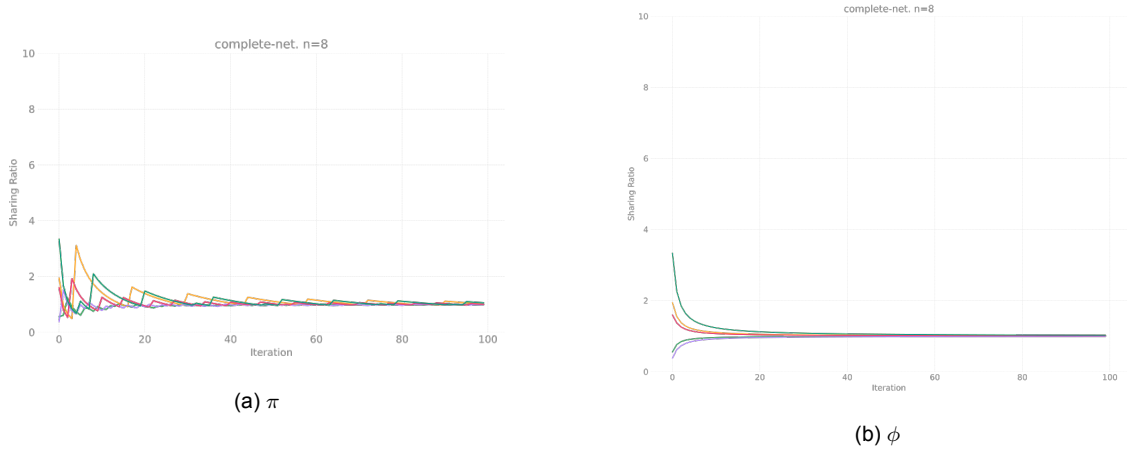 complete-net. n=8
10
8
6
4
2
0
Sharing Ratio
0 20 40 60 80 100
Iteration
(a) π
complete-net. n=8
10
8
6
4
2
0
Sharing Ratio
0 20 40 60 80 100
Iteration
(b) ϕ